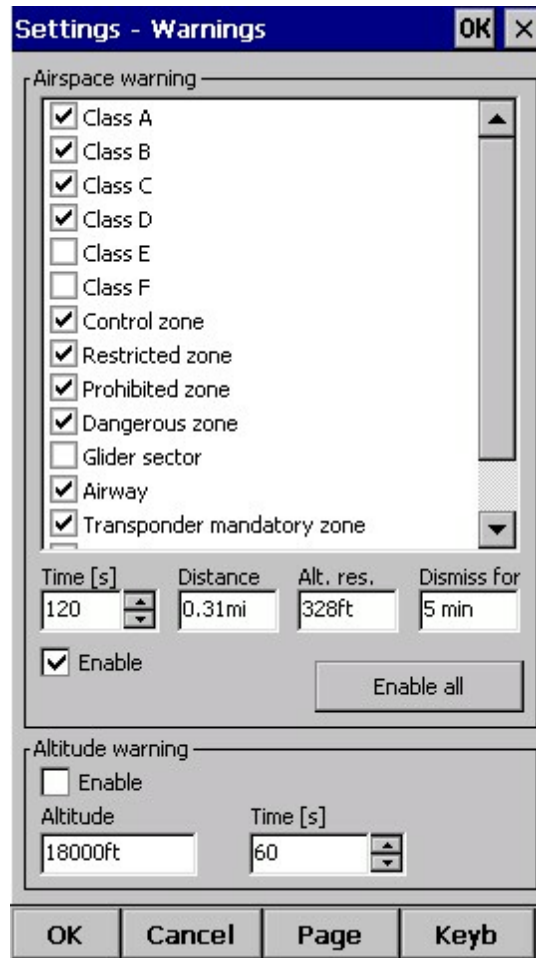 Settings - Warnings OK ×
Airspace warning
Class A
Class B
Class C
Class D
Class E
Class F
Control zone
Restricted zone
Prohibited zone
Dangerous zone
Glider sector
Airway
Transponder mandatory zone
Time [s] Distance Alt. res. Dismiss for
120 0.31mi 328ft 5 min
Enable
Enable all
Altitude warning
Enable
Altitude Time [s]
18000ft 60
OK Cancel Page Keyb